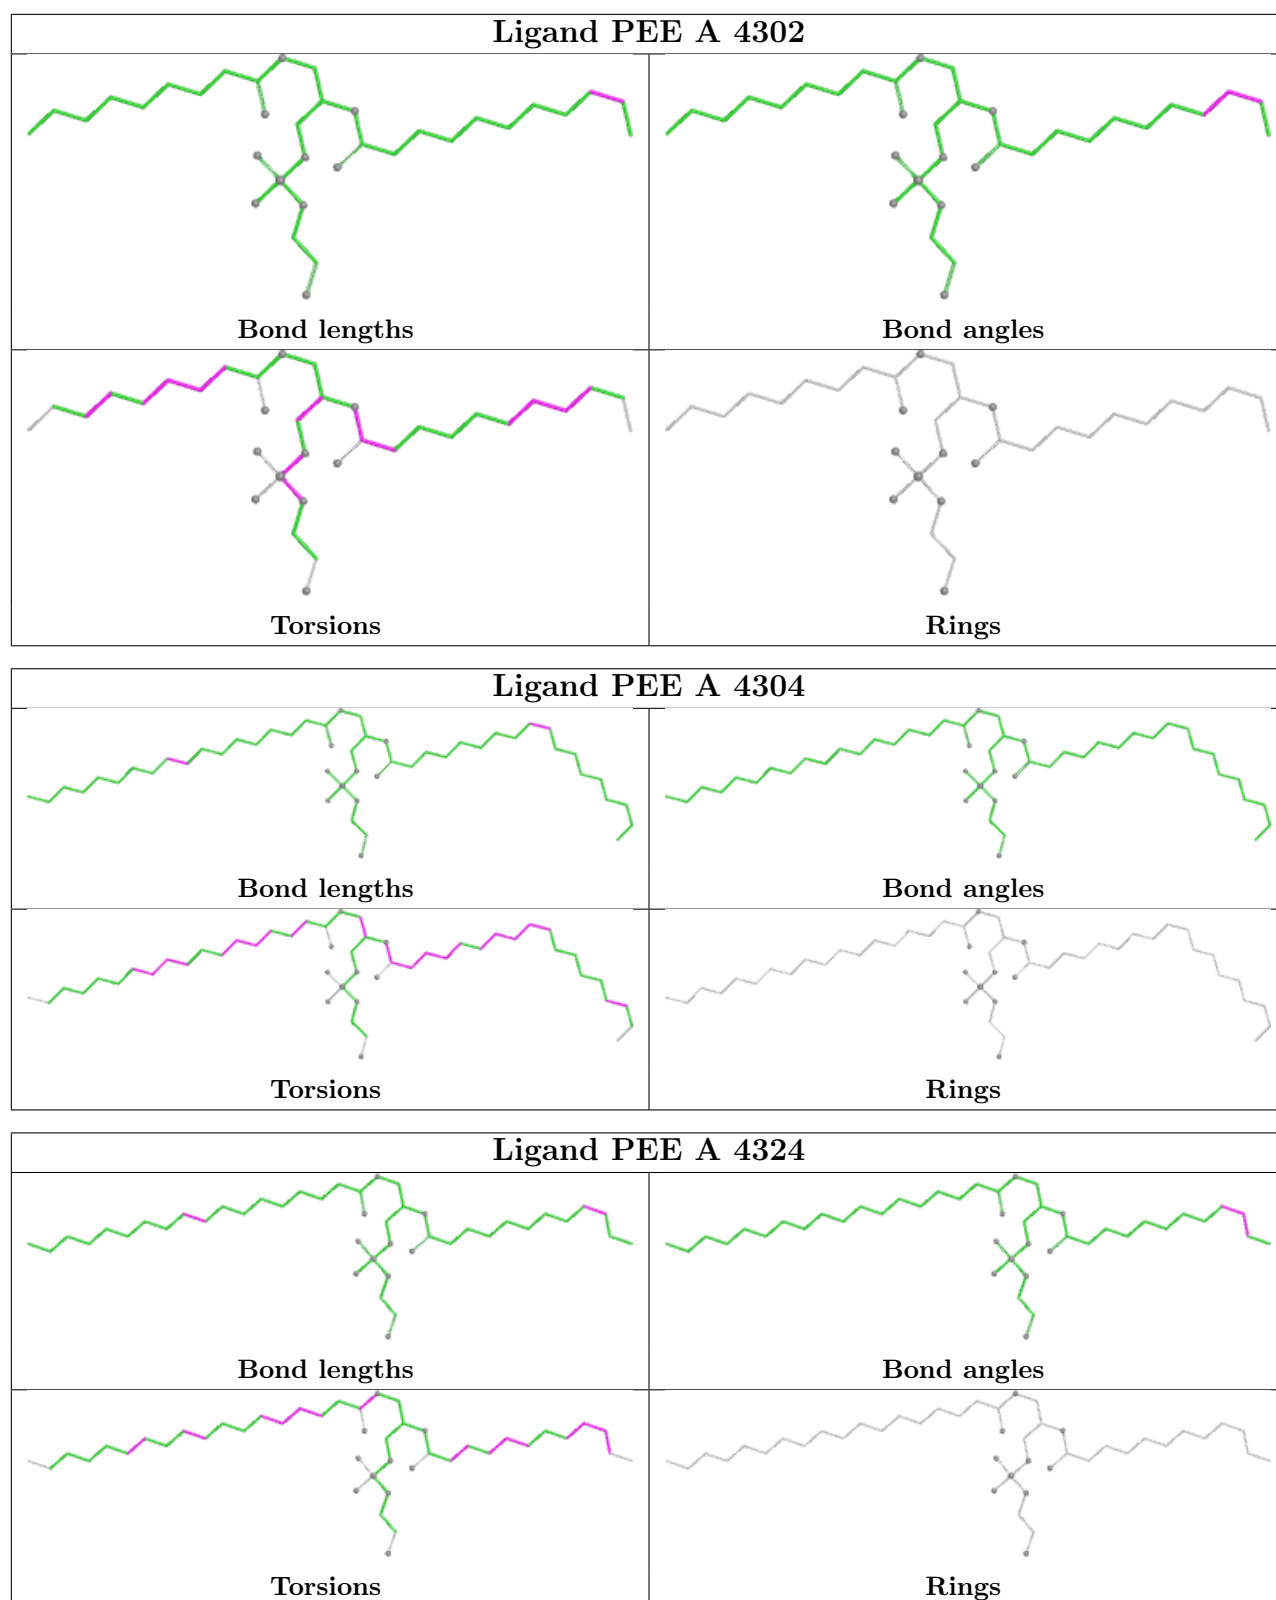 Ligand PEE A 4302
Bond lengths
Bond angles
Torsions
Rings
Ligand PEE A 4304
Bond lengths
Bond angles
Torsions
Rings
Ligand PEE A 4324
Bond lengths
Bond angles
Torsions
Rings